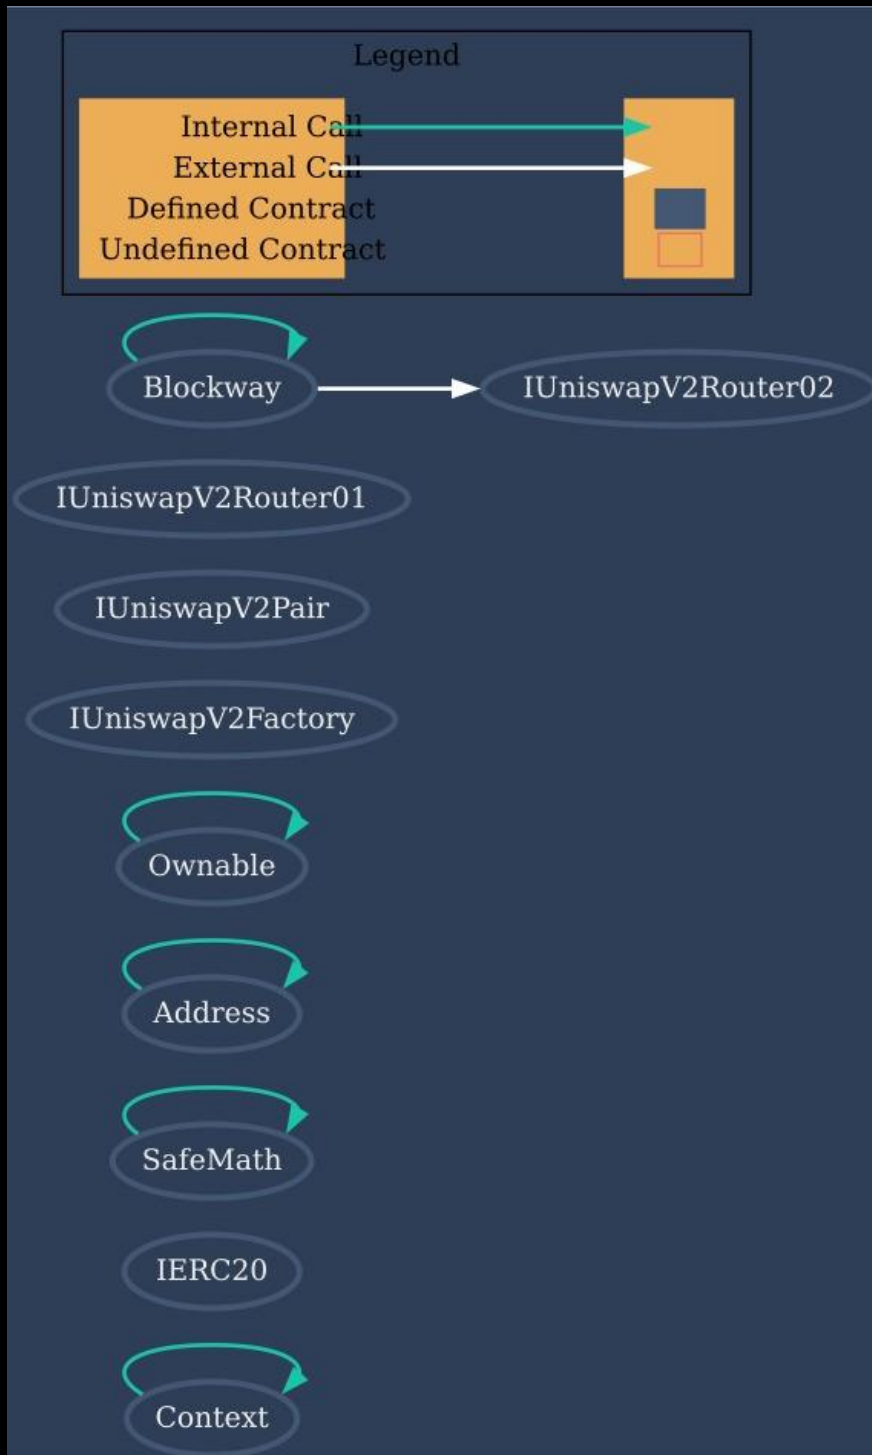 Legend
Internal Call
External Call
Defined Contract
Undefined Contract
Blockway
IUniswapV2Router02
IUniswapV2Router01
IUniswapV2Pair
IUniswapV2Factory
Ownable
Address
SafeMath
IERC20
Context